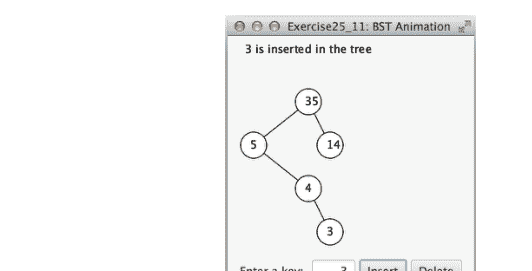 Exercise25_11: BST Animation
3 is inserted in the tree
35
5
14
4
3
Enter a key: 3 Insert Delete